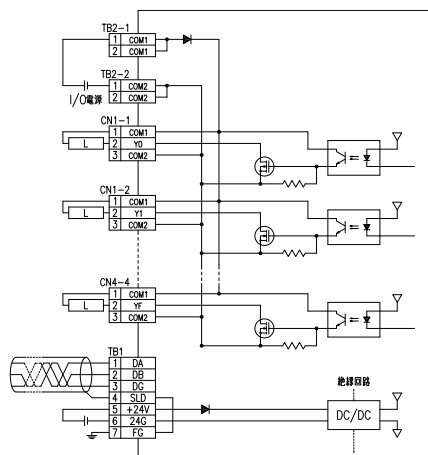 TB2-1
1 COM1
2 COM1
TB2-2
1 COM2
2 COM2
I/O電源
CN1-1
1 COM1
L 2 Y0
3 COM2
CN1-2
1 COM1
L 2 Y1
3 COM2
CN4-4
1 COM1
L 2 YF
3 COM2
TB1
1 DA
2 DB
3 DG
4 SLD
5 +24V
6 24G
7 FG
絶縁回路
DC/DC